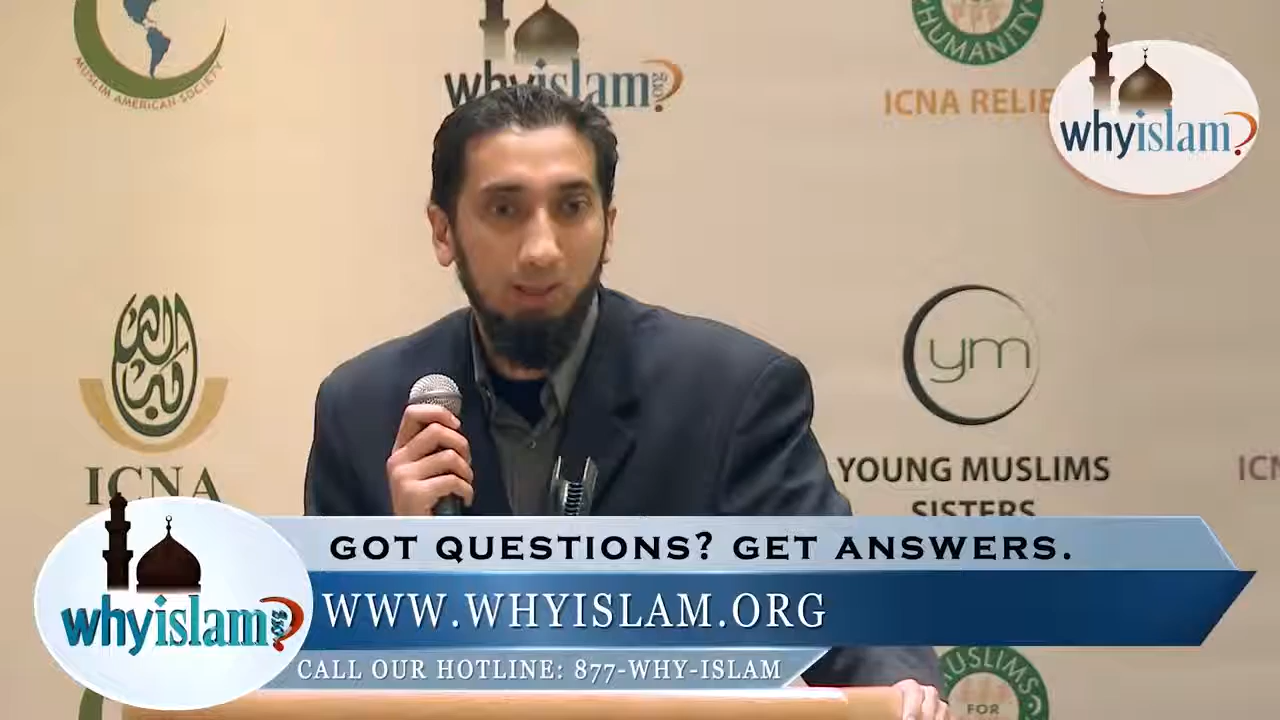 MUSLIM AMERICAN SOCIETY
whyislam?
.org
HUMANITY
ICNA RELIE
whyislam?
ym
ICNA
YOUNG MUSLIMS
SISTERS
ICN
GOT QUESTIONS? GET ANSWERS.
whyislam?
.org
WWW.WHYISLAM.ORG
CALL OUR HOTLINE: 877-WHY-ISLAM
MUSLIMS
FOR